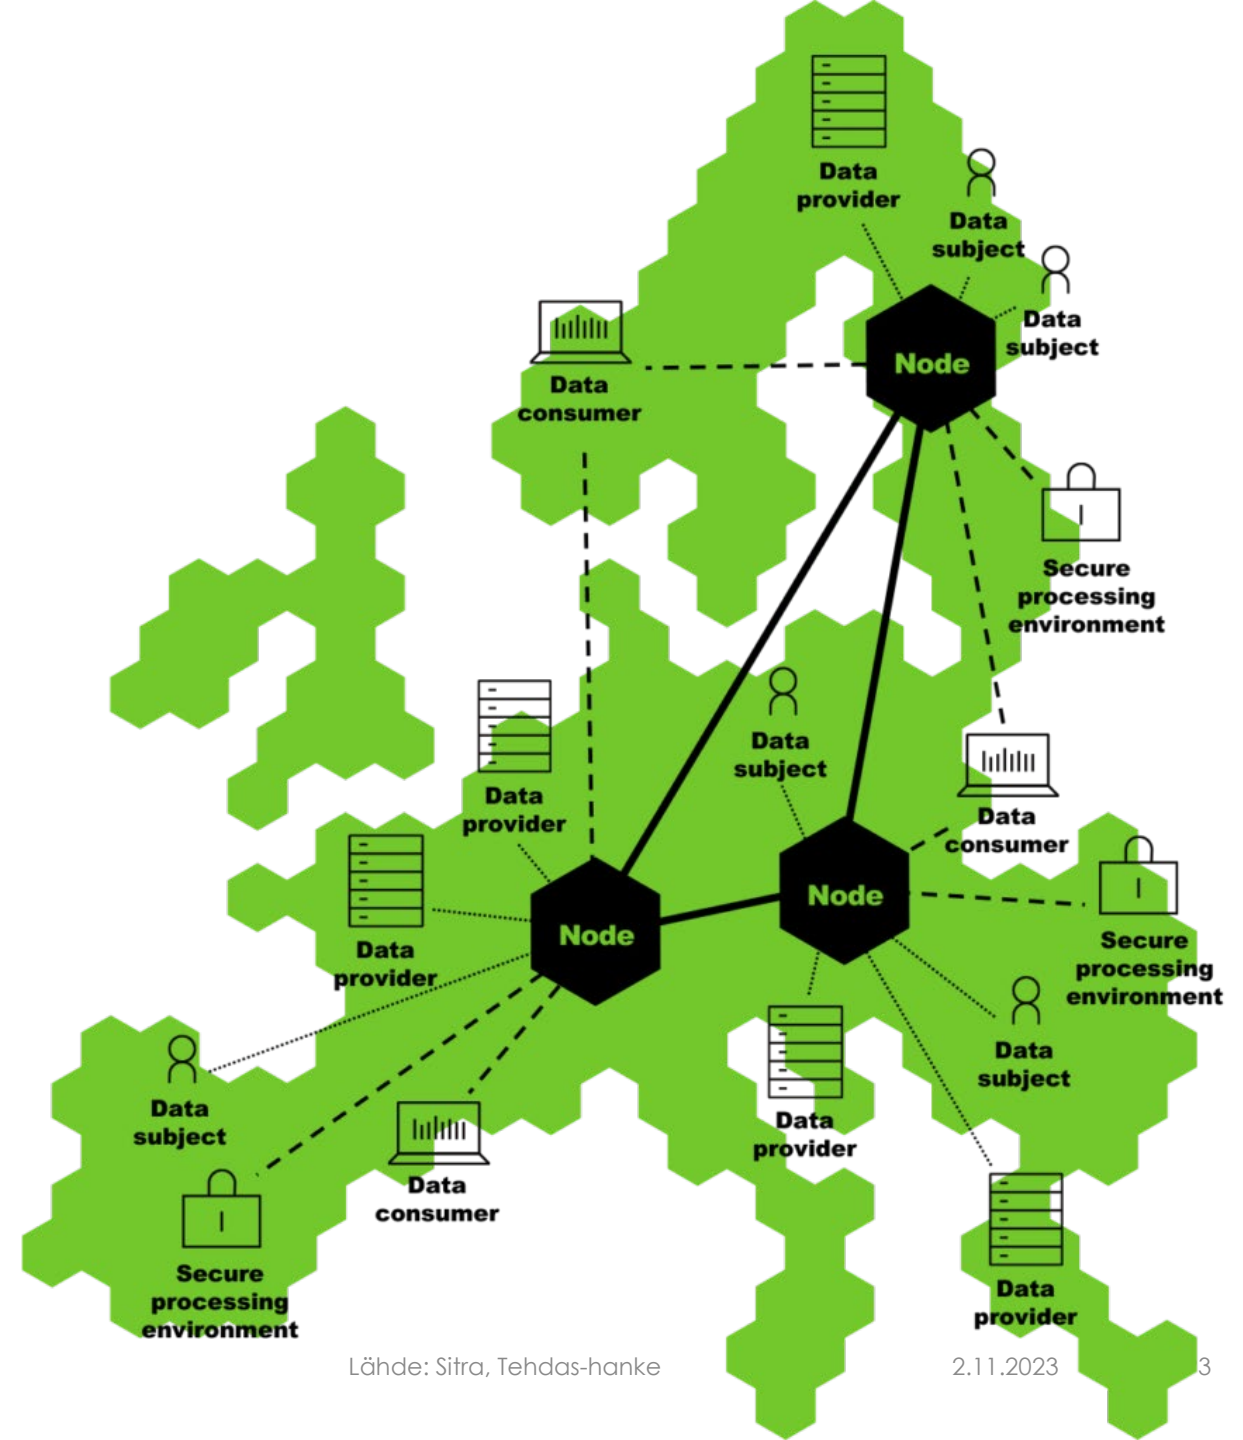 Data
provider
Data
subject
Data
subject
Node
Data
consumer
Secure
processing
environment
Data
subject
Data
provider
Data
consumer
Node
Data
provider
Node
Secure
processing
environment
Data
subject
Data
subject
Data
provider
Data
consumer
Secure
processing
environment
Data
provider
Lähde: Sitra, Tehdas-hanke
2.11.2023
3